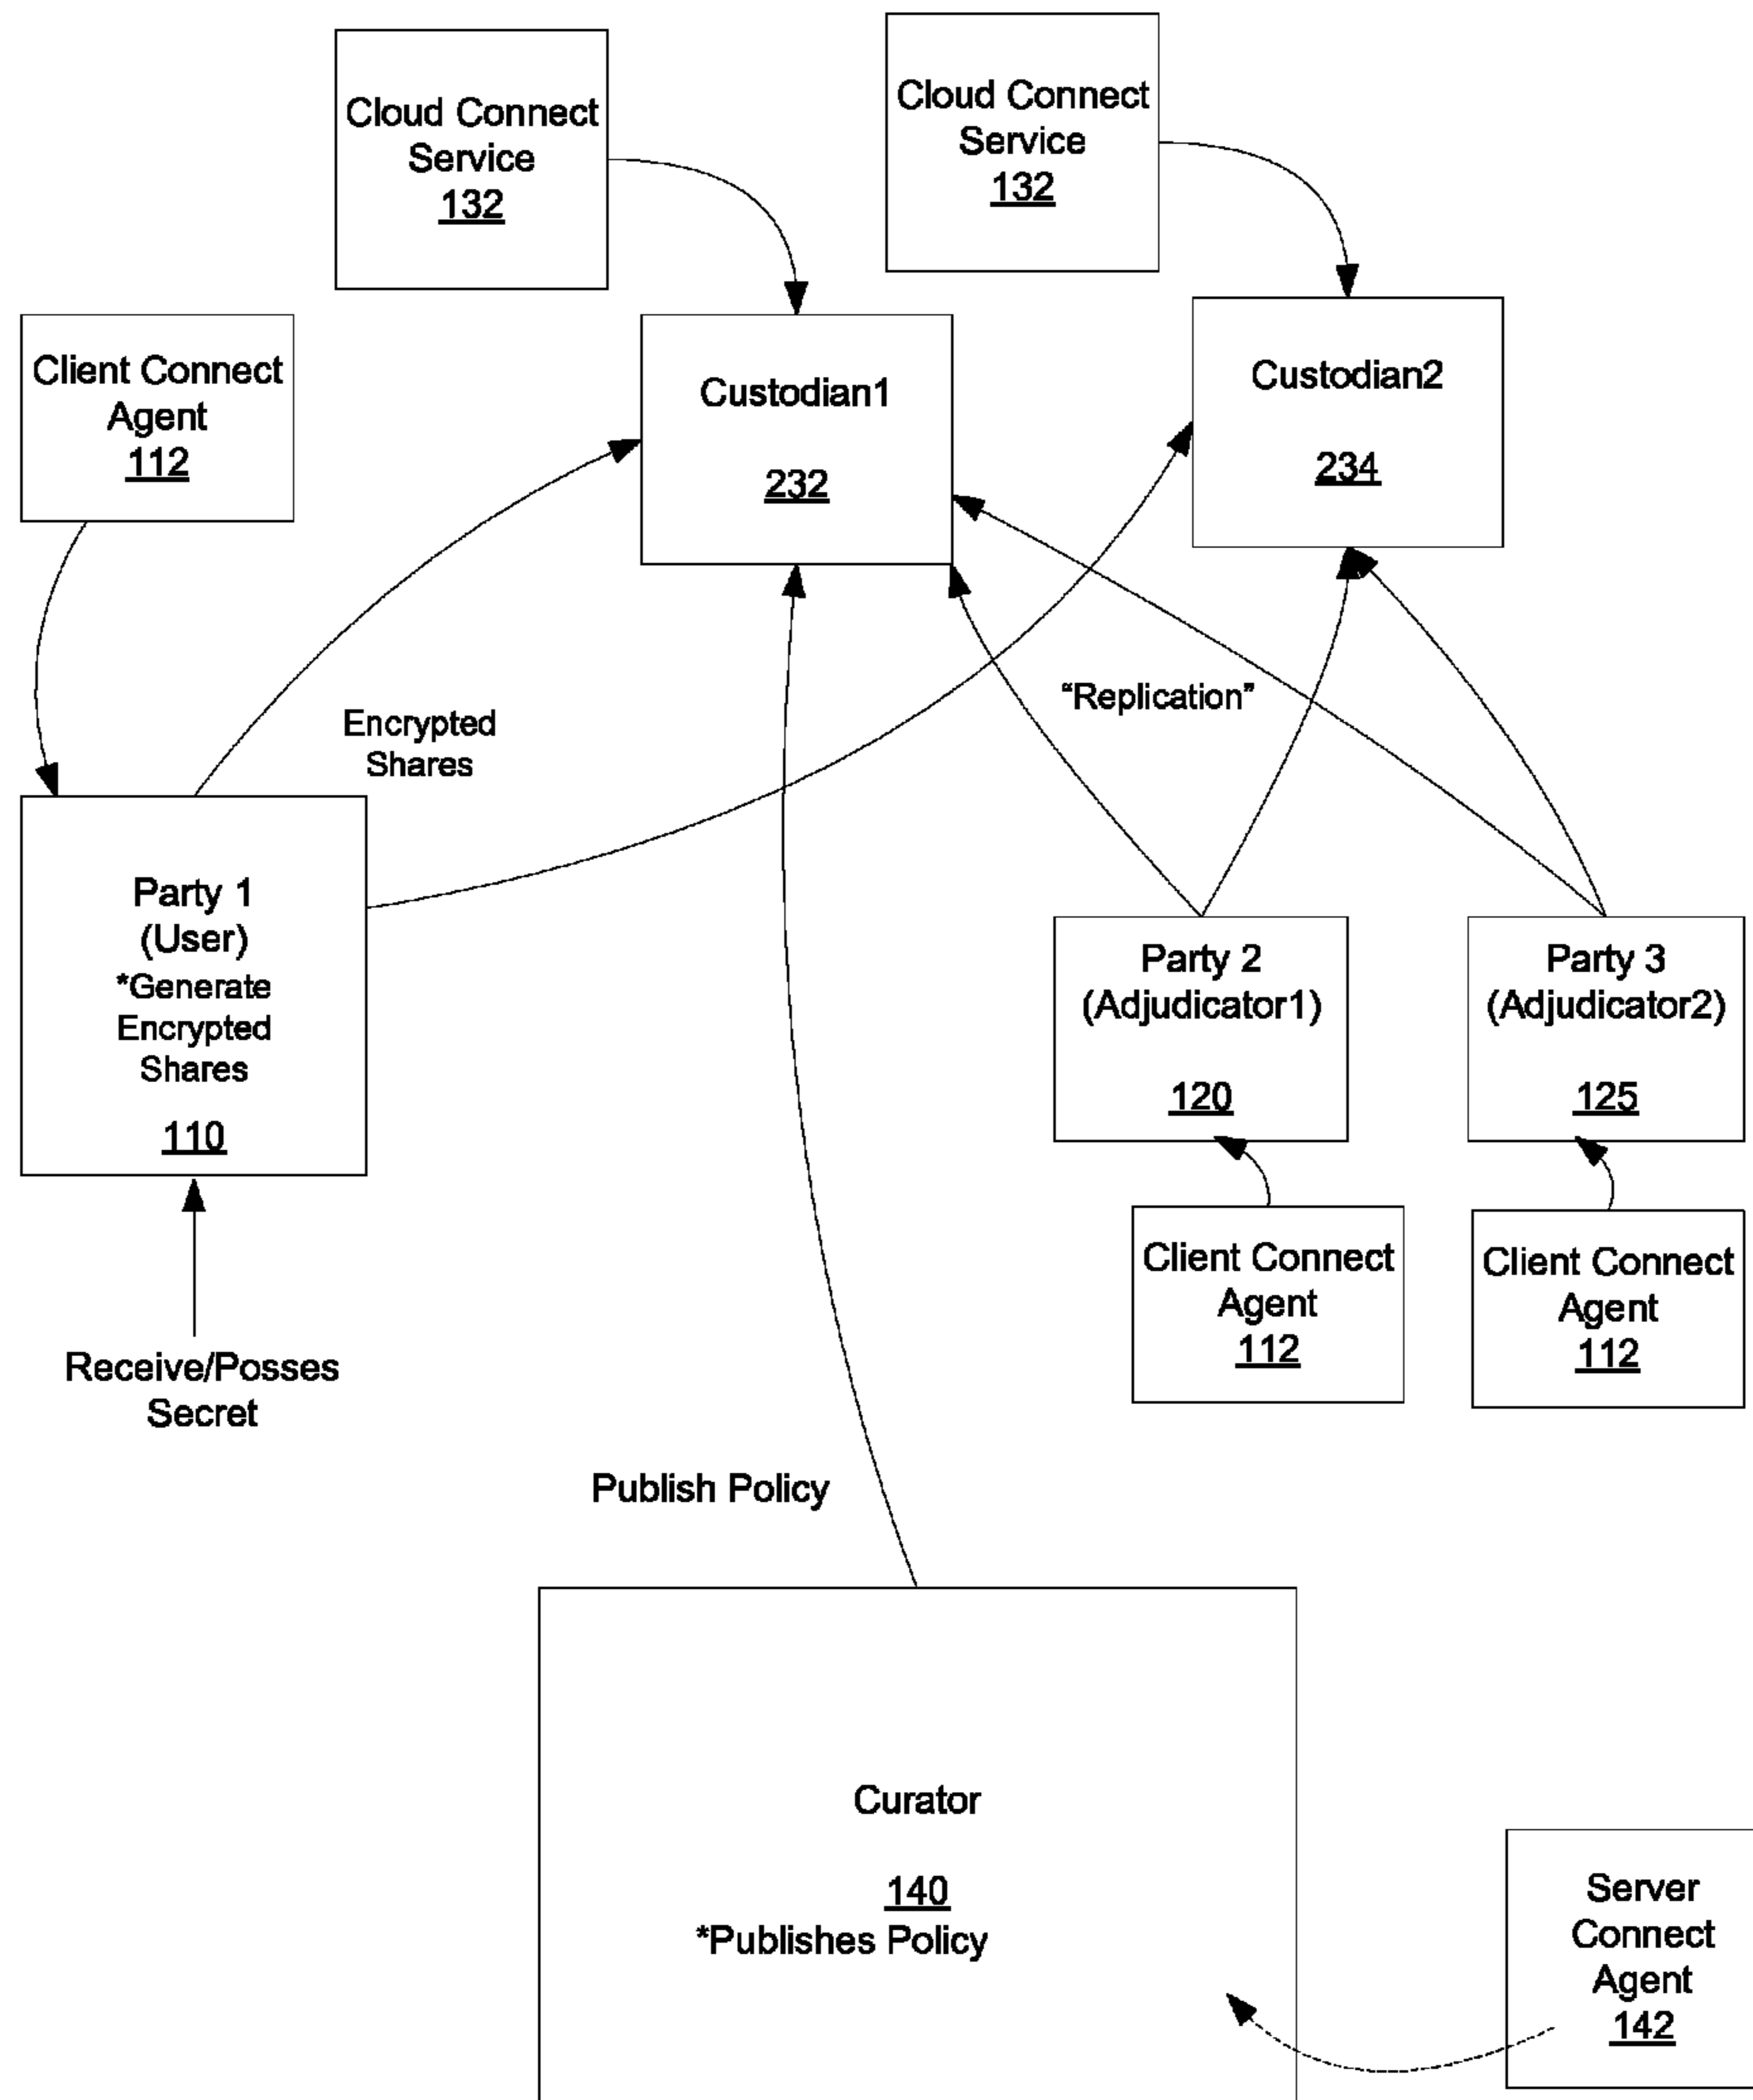 Cloud Connect
Service
132
Cloud Connect
Service
132
Client Connect
Agent
112
Custodian1
232
Custodian2
234
Encrypted
Shares
"Replication"
Party 1
(User)
*Generate
Encrypted
Shares
110
Party 2
(Adjudicator1)
120
Party 3
(Adjudicator2)
125
Client Connect
Agent
112
Client Connect
Agent
112
Receive/Posses
Secret
Publish Policy
Curator
140
*Publishes Policy
Server
Connect
Agent
142